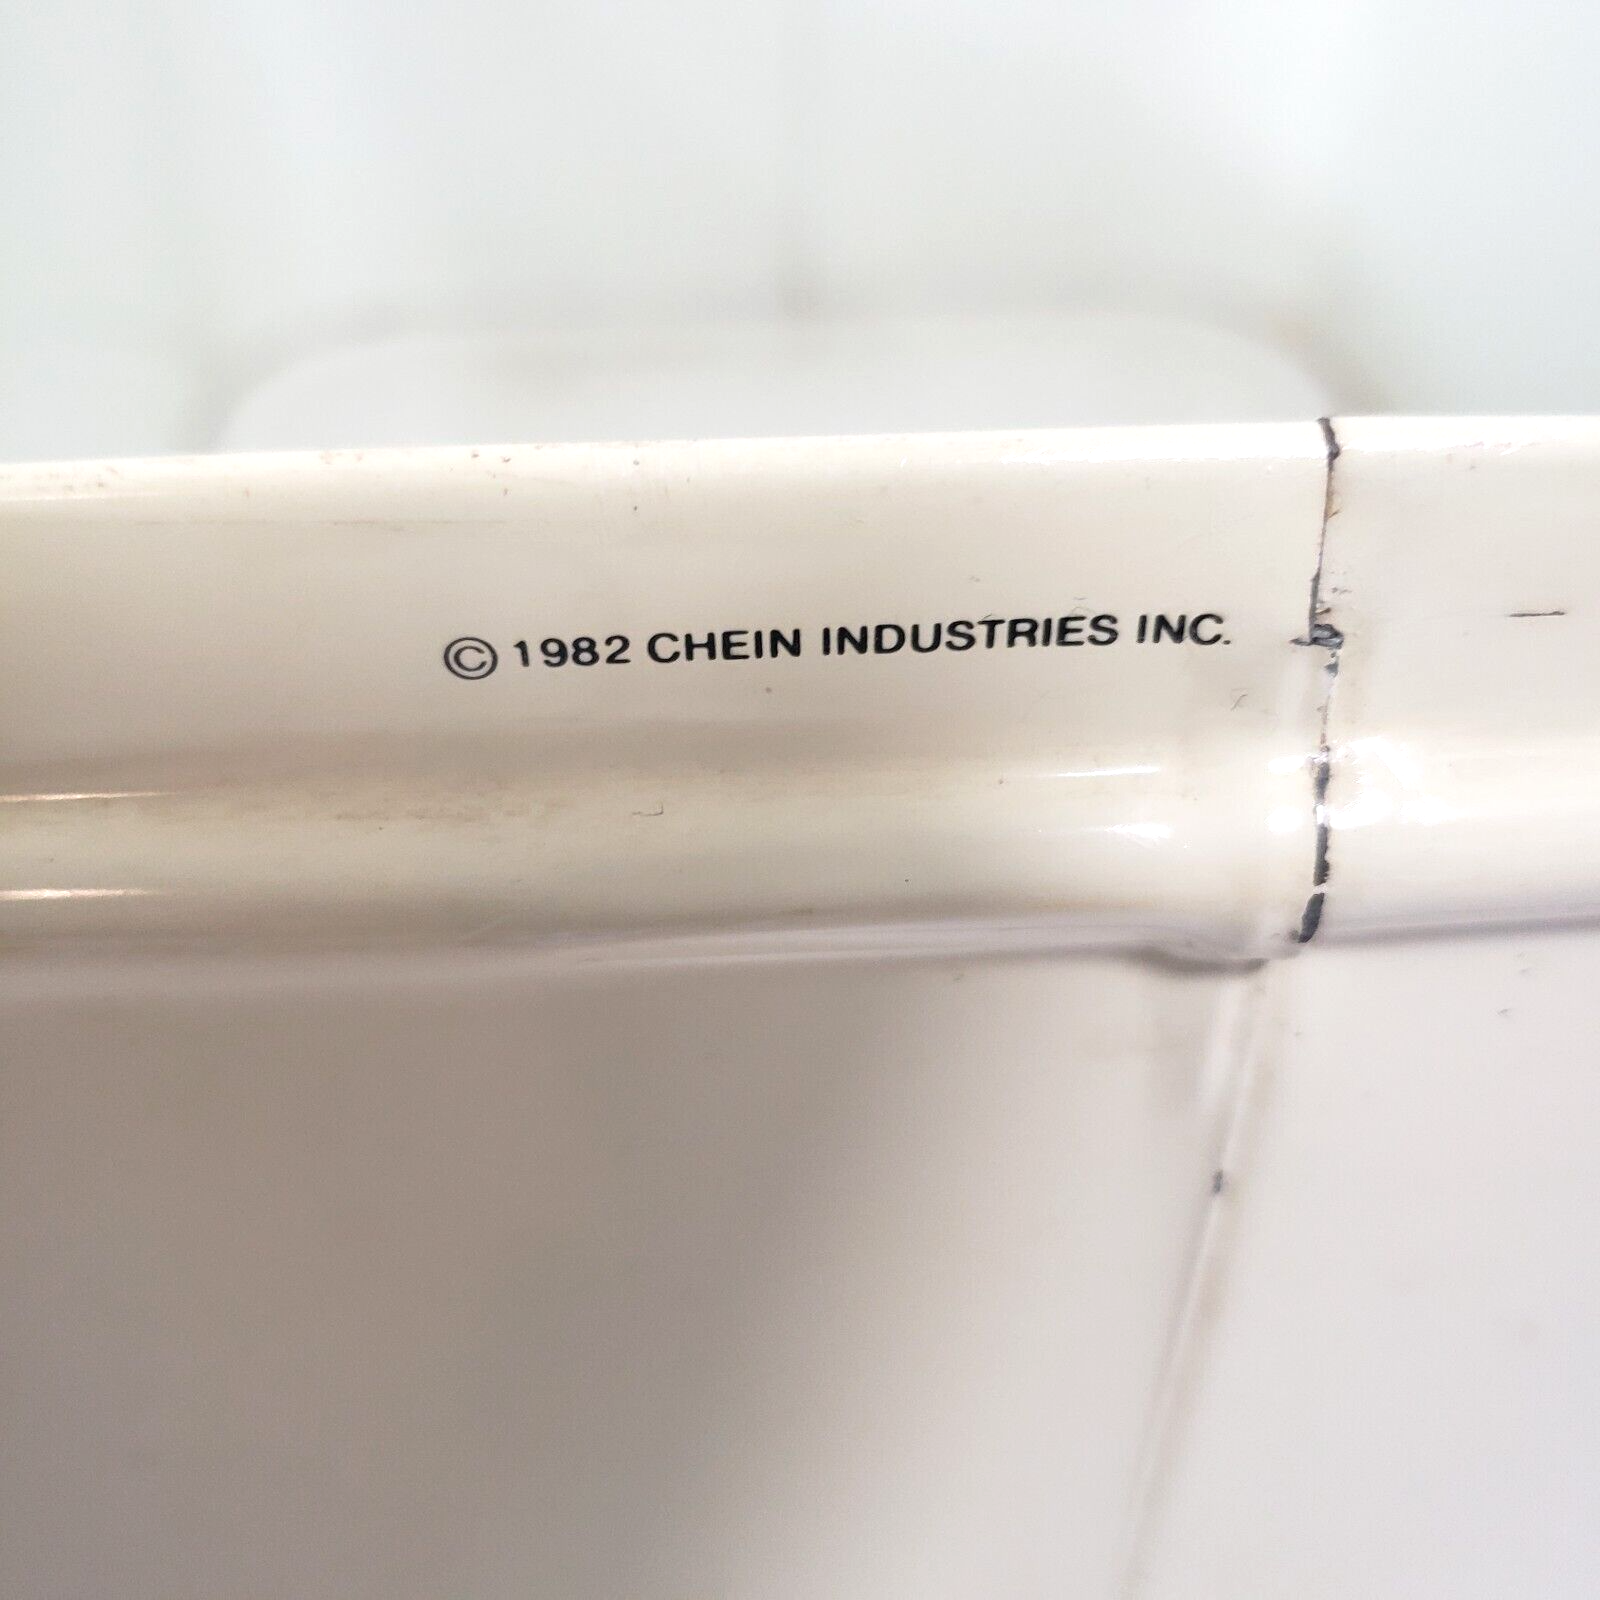 © 1982 CHEIN INDUSTRIES INC.